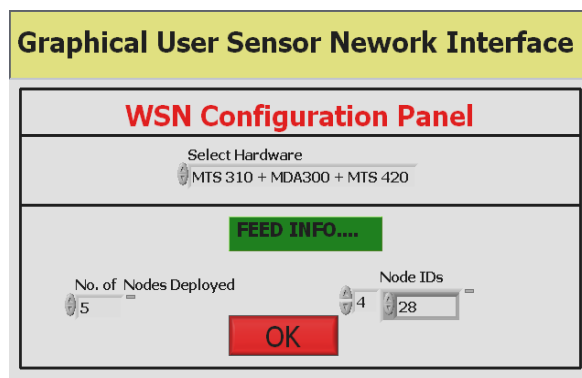 Graphical User Sensor Nework Interface
WSN Configuration Panel
Select Hardware
MTS 310 + MDA300 + MTS 420
FEED INFO....
No. of Nodes Deployed
5
Node IDs
4 28
OK